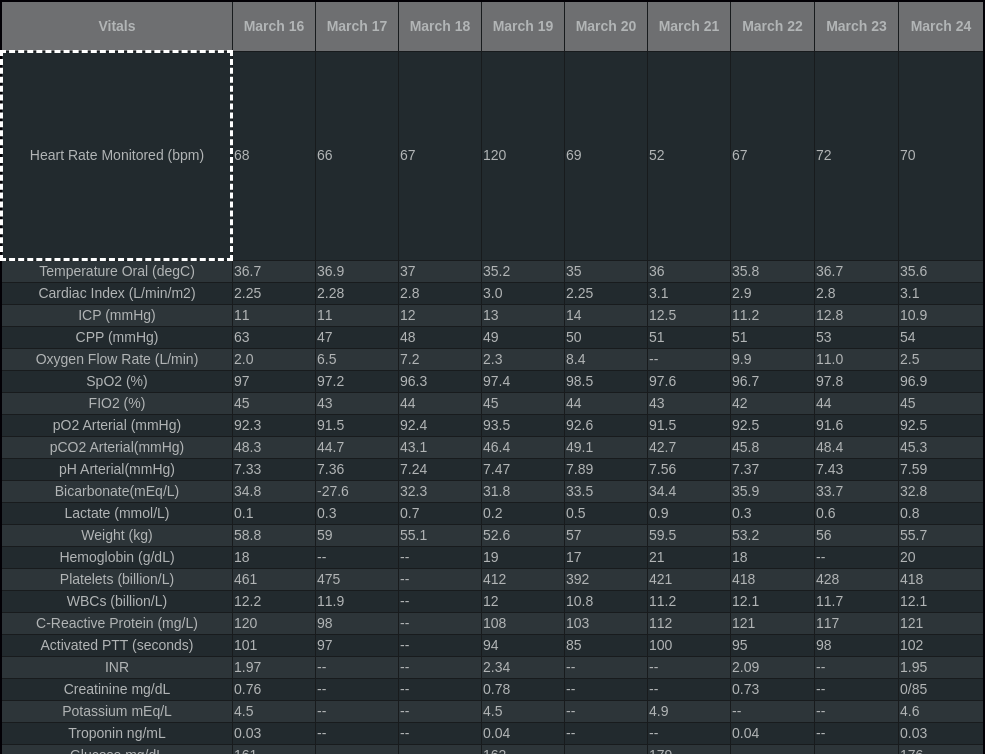 Vitals March 16 March 17 March 18 March 19 March 20 March 21 March 22 March 23 March 24
Heart Rate Monitored (bpm) 68 66 67 120 69 52 67 72 70
Temperature Oral (degC) 36.7 36.9 37 35.2 35 36 35.8 36.7 35.6
Cardiac Index (L/min/m2) 2.25 2.28 2.8 3.0 2.25 3.1 2.9 2.8 3.1
ICP (mmHg) 11 11 12 13 14 12.5 11.2 12.8 10.9
CPP (mmHg) 63 47 48 49 50 51 51 53 54
Oxygen Flow Rate (L/min) 2.0 6.5 7.2 2.3 8.4 -- 9.9 11.0 2.5
SpO2 (%) 97 97.2 96.3 97.4 98.5 97.6 96.7 97.8 96.9
FIO2 (%) 45 43 44 45 44 43 42 44 45
pO2 Arterial (mmHg) 92.3 91.5 92.4 93.5 92.6 91.5 92.5 91.6 92.5
pCO2 Arterial(mmHg) 48.3 44.7 43.1 46.4 49.1 42.7 45.8 48.4 45.3
pH Arterial(mmHg) 7.33 7.36 7.24 7.47 7.89 7.56 7.37 7.43 7.59
Bicarbonate(mEq/L) 34.8 -27.6 32.3 31.8 33.5 34.4 35.9 33.7 32.8
Lactate (mmol/L) 0.1 0.3 0.7 0.2 0.5 0.9 0.3 0.6 0.8
Weight (kg) 58.8 59 55.1 52.6 57 59.5 53.2 56 55.7
Hemoglobin (g/dL) 18 -- -- 19 17 21 18 -- 20
Platelets (billion/L) 461 475 -- 412 392 421 418 428 418
WBCs (billion/L) 12.2 11.9 -- 12 10.8 11.2 12.1 11.7 12.1
C-Reactive Protein (mg/L) 120 98 -- 108 103 112 121 117 121
Activated PTT (seconds) 101 97 -- 94 85 100 95 98 102
INR 1.97 -- -- 2.34 -- -- 2.09 -- 1.95
Creatinine mg/dL 0.76 -- -- 0.78 -- -- 0.73 -- 0/85
Potassium mEq/L 4.5 -- -- 4.5 -- 4.9 -- -- 4.6
Troponin ng/mL 0.03 -- -- 0.04 -- -- 0.04 -- 0.03